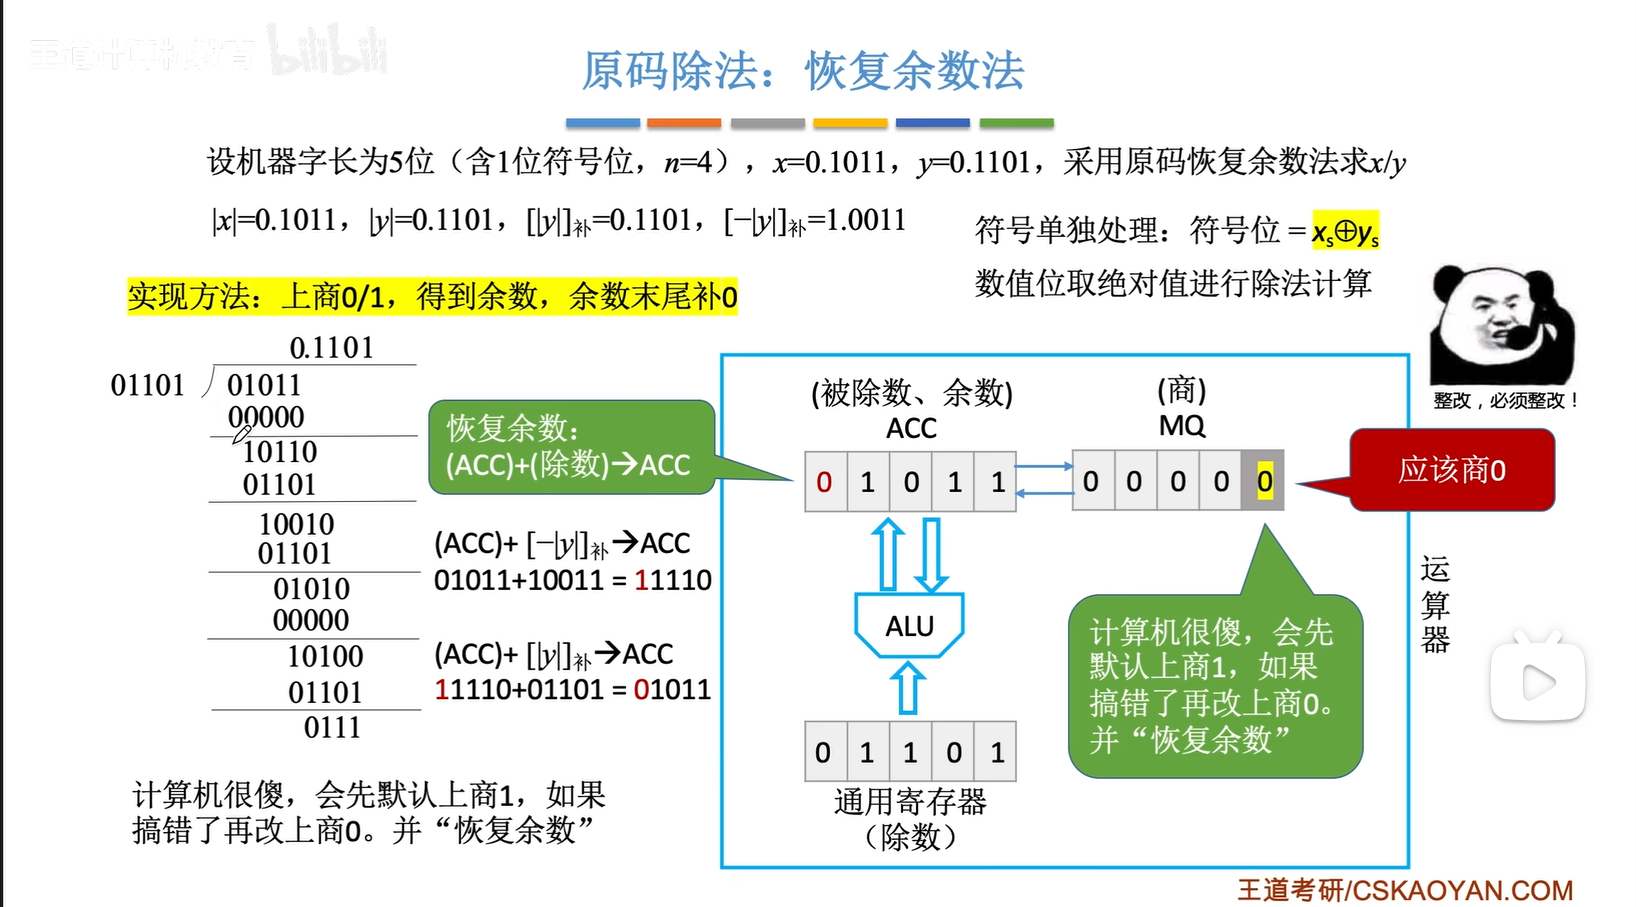 王道计算机教育 bilibili
原码除法：恢复余数法
设机器字长为5位（含1位符号位，n=4），x=0.1011，y=0.1101，采用原码恢复余数法求x/y
|x|=0.1011，|y|=0.1101，[|y|]补=0.1101，[−|y|]补=1.0011
符号单独处理：符号位 = xs⊕ys
数值位取绝对值进行除法计算
实现方法：上商0/1，得到余数，余数末尾补0
0.1101
01101
01011
00000
10110
01101
10010
01101
01010
00000
10100
01101
0111
恢复余数：
(ACC)+(除数)→ACC
(ACC)+ [−|y|]补→ACC
01011+10011 = 11110
(ACC)+ [|y|]补→ACC
11110+01101 = 01011
计算机很傻，会先默认上商1，如果
搞错了再改上商0。并“恢复余数”
(被除数、余数)
ACC
0 1 0 1 1
(商)
MQ
0 0 0 0 0
ALU
0 1 1 0 1
通用寄存器
（除数）
应该商0
计算机很傻，会先
默认上商1，如果
搞错了再改上商0。
并“恢复余数”
运
算
器
整改，必须整改！
王道考研/CSKAOYAN.COM